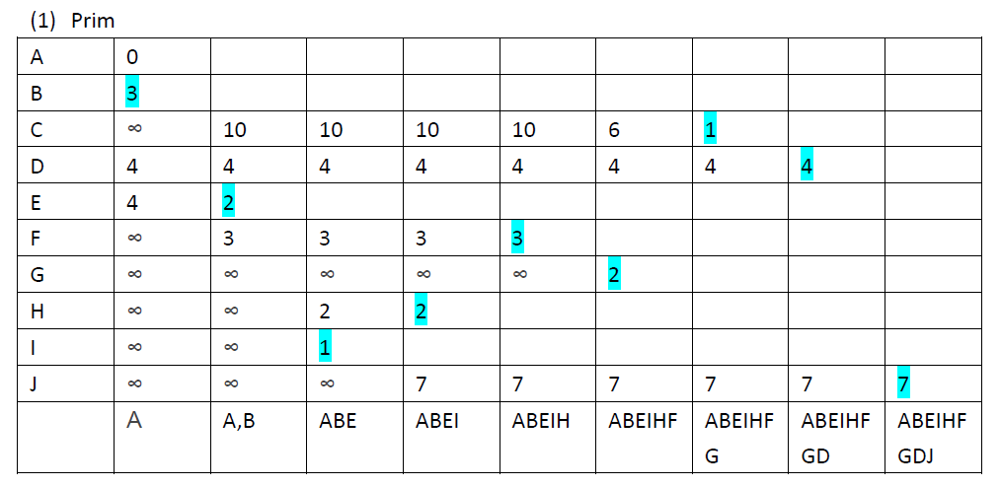 (1) Prim
A 0
B 3
C ∞ 10 10 10 10 6 1
D 4 4 4 4 4 4 4 4
E 4 2
F ∞ 3 3 3 3
G ∞ ∞ ∞ ∞ ∞ 2
H ∞ ∞ 2 2
I ∞ ∞ 1
J ∞ ∞ ∞ 7 7 7 7 7 7
A A,B ABE ABEI ABEIH ABEIHF ABEIHF ABEIHF ABEIHF
G GD GDJ